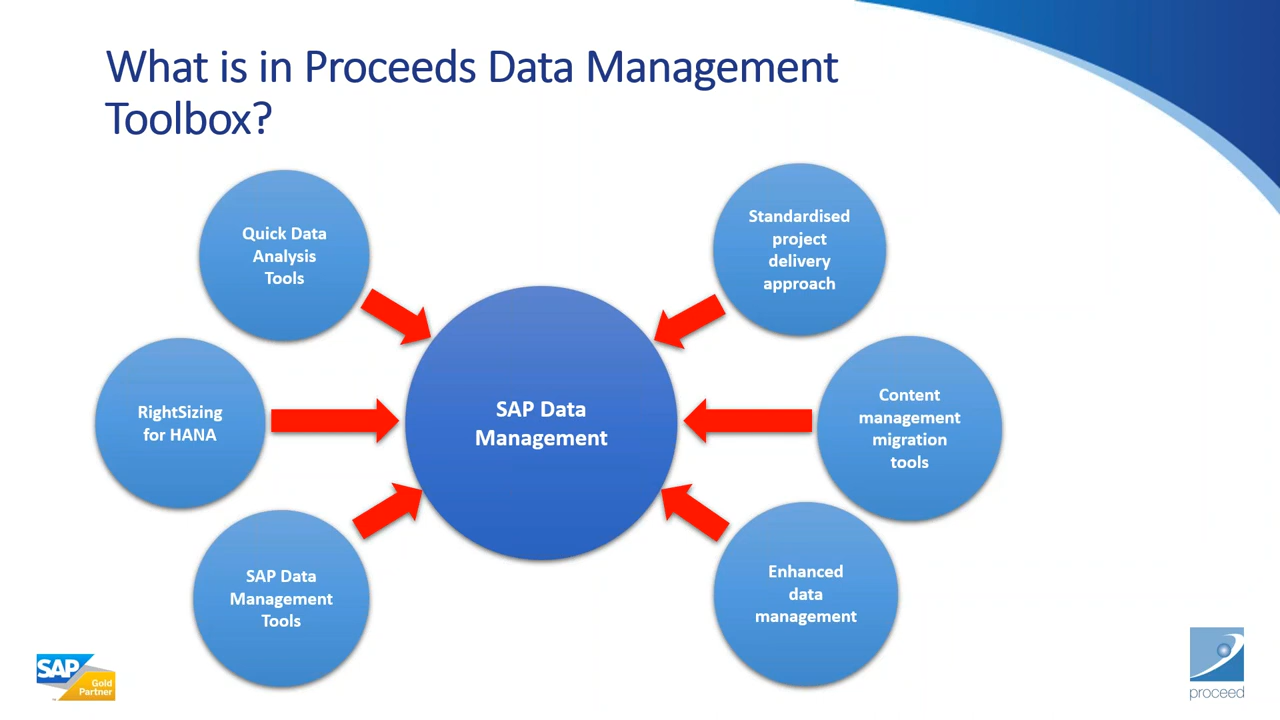 What is in Proceeds Data Management
Toolbox?
Quick Data
Analysis
Tools
Standardised
project
delivery
approach
RightSizing
for HANA
SAP Data
Management
Content
management
migration
tools
SAP Data
Management
Tools
Enhanced
data
management
SAP
Gold
Partner
proceed